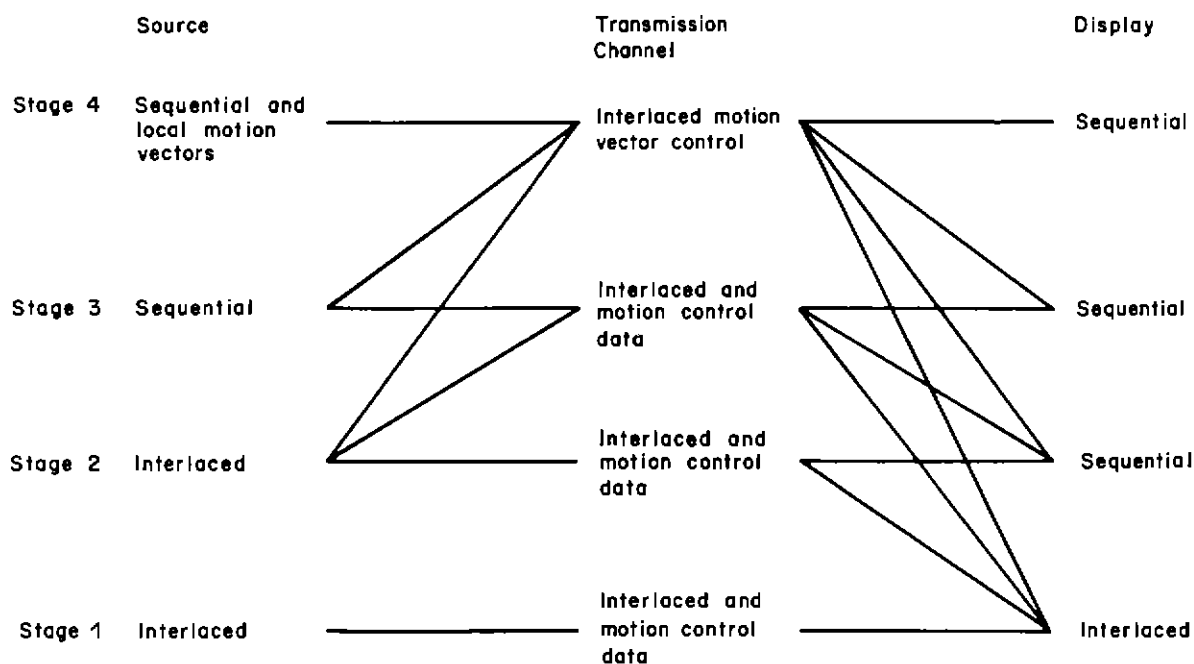 Source
Transmission
Channel
Display
Stage 4
Sequential and
local motion
vectors
Interlaced motion
vector control
Sequential
Stage 3
Sequential
Interlaced and
motion control
data
Sequential
Stage 2
Interlaced
Interlaced and
motion control
data
Sequential
Stage 1
Interlaced
Interlaced and
motion control
data
Interlaced